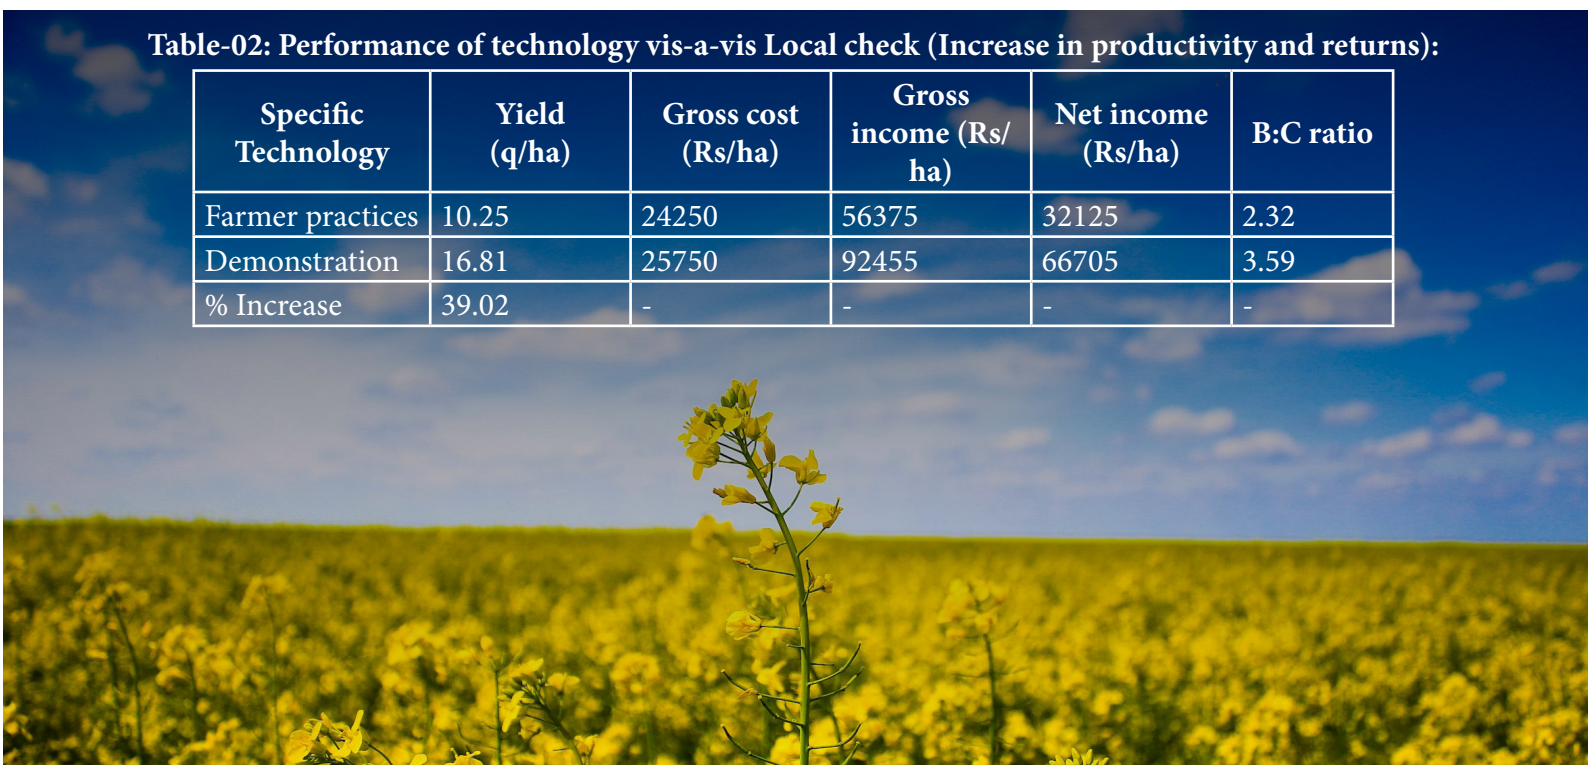 Table-02: Performance of technology vis-a-vis Local check (Increase in productivity and returns):
Specific Technology Yield (q/ha) Gross cost (Rs/ha) Gross income (Rs/ha) Net income (Rs/ha) B:C ratio
Farmer practices 10.25 24250 56375 32125 2.32
Demonstration 16.81 25750 92455 66705 3.59
% Increase 39.02 - - - -